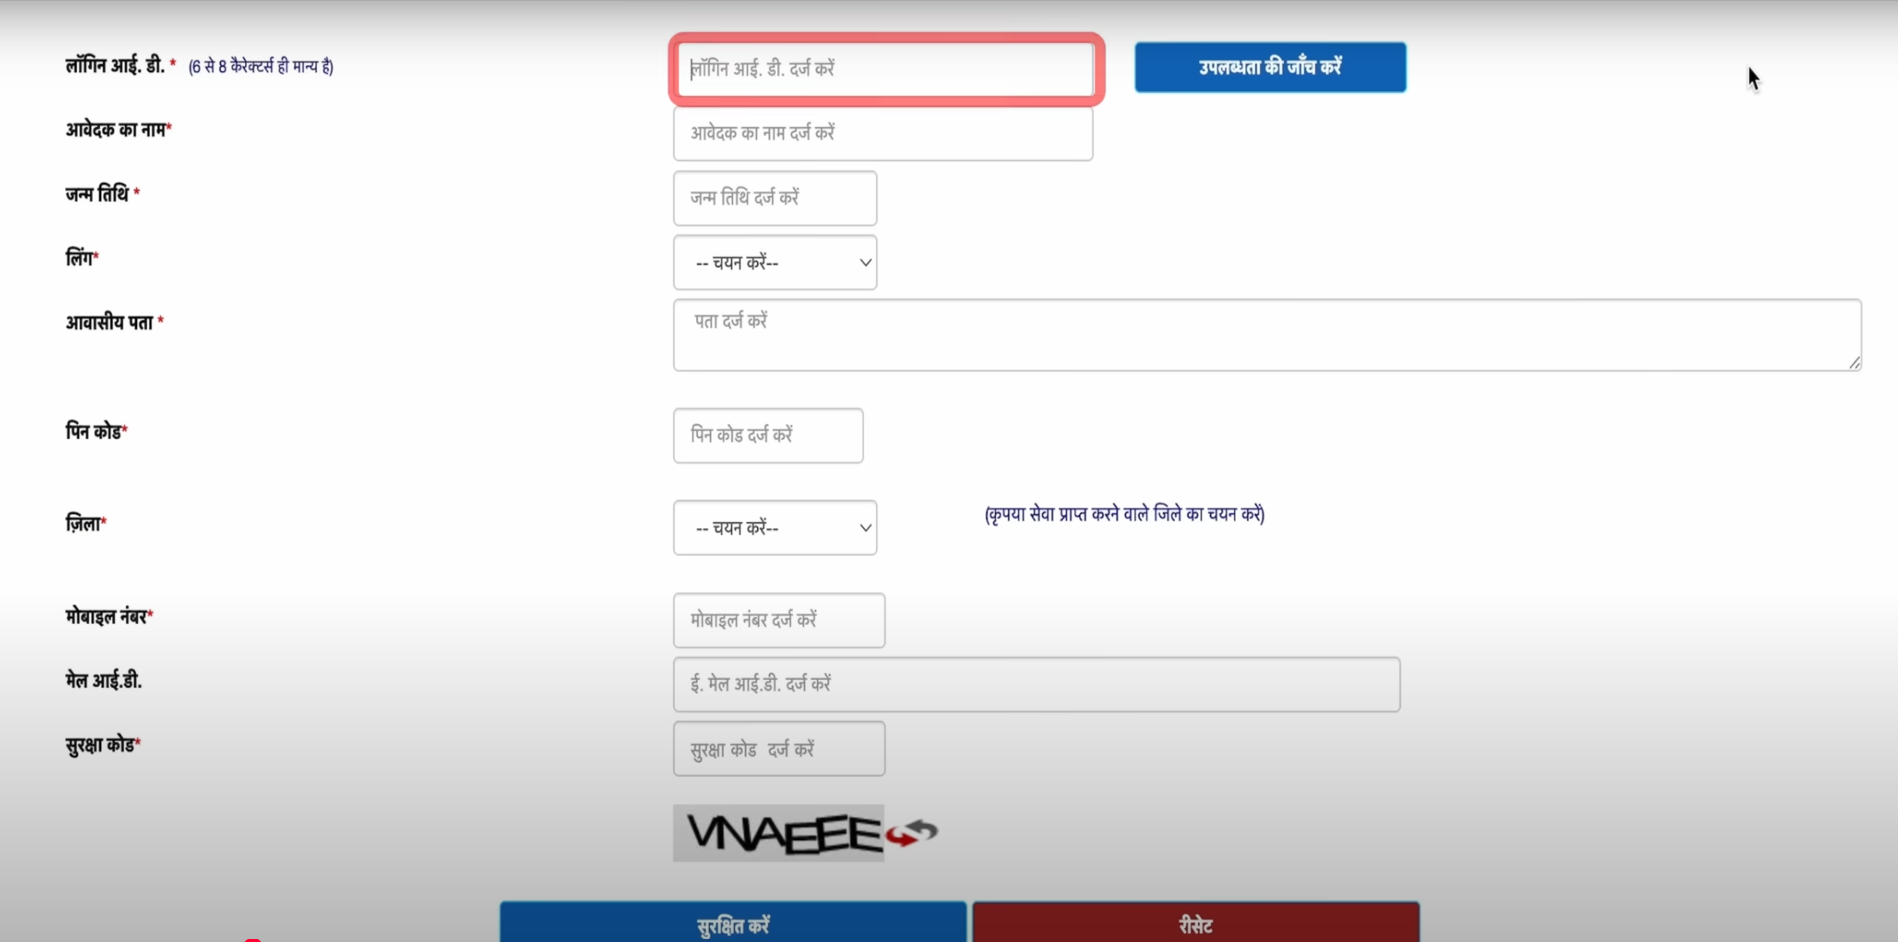 लॉगिन आई. डी. * (6 से 8 कैरेक्टर्स ही मान्य है) लॉगिन आई. डी. दर्ज करें उपलब्धता की जाँच करें
आवेदक का नाम* आवेदक का नाम दर्ज करें
जन्म तिथि * जन्म तिथि दर्ज करें
लिंग* -- चयन करें--
आवासीय पता * पता दर्ज करें
पिन कोड* पिन कोड दर्ज करें
ज़िला* -- चयन करें-- (कृपया सेवा प्राप्त करने वाले जिले का चयन करें)
मोबाइल नंबर* मोबाइल नंबर दर्ज करें
मेल आई.डी. ई. मेल आई.डी. दर्ज करें
सुरक्षा कोड* सुरक्षा कोड दर्ज करें
VNAEEE
सुरक्षित करें रीसेट